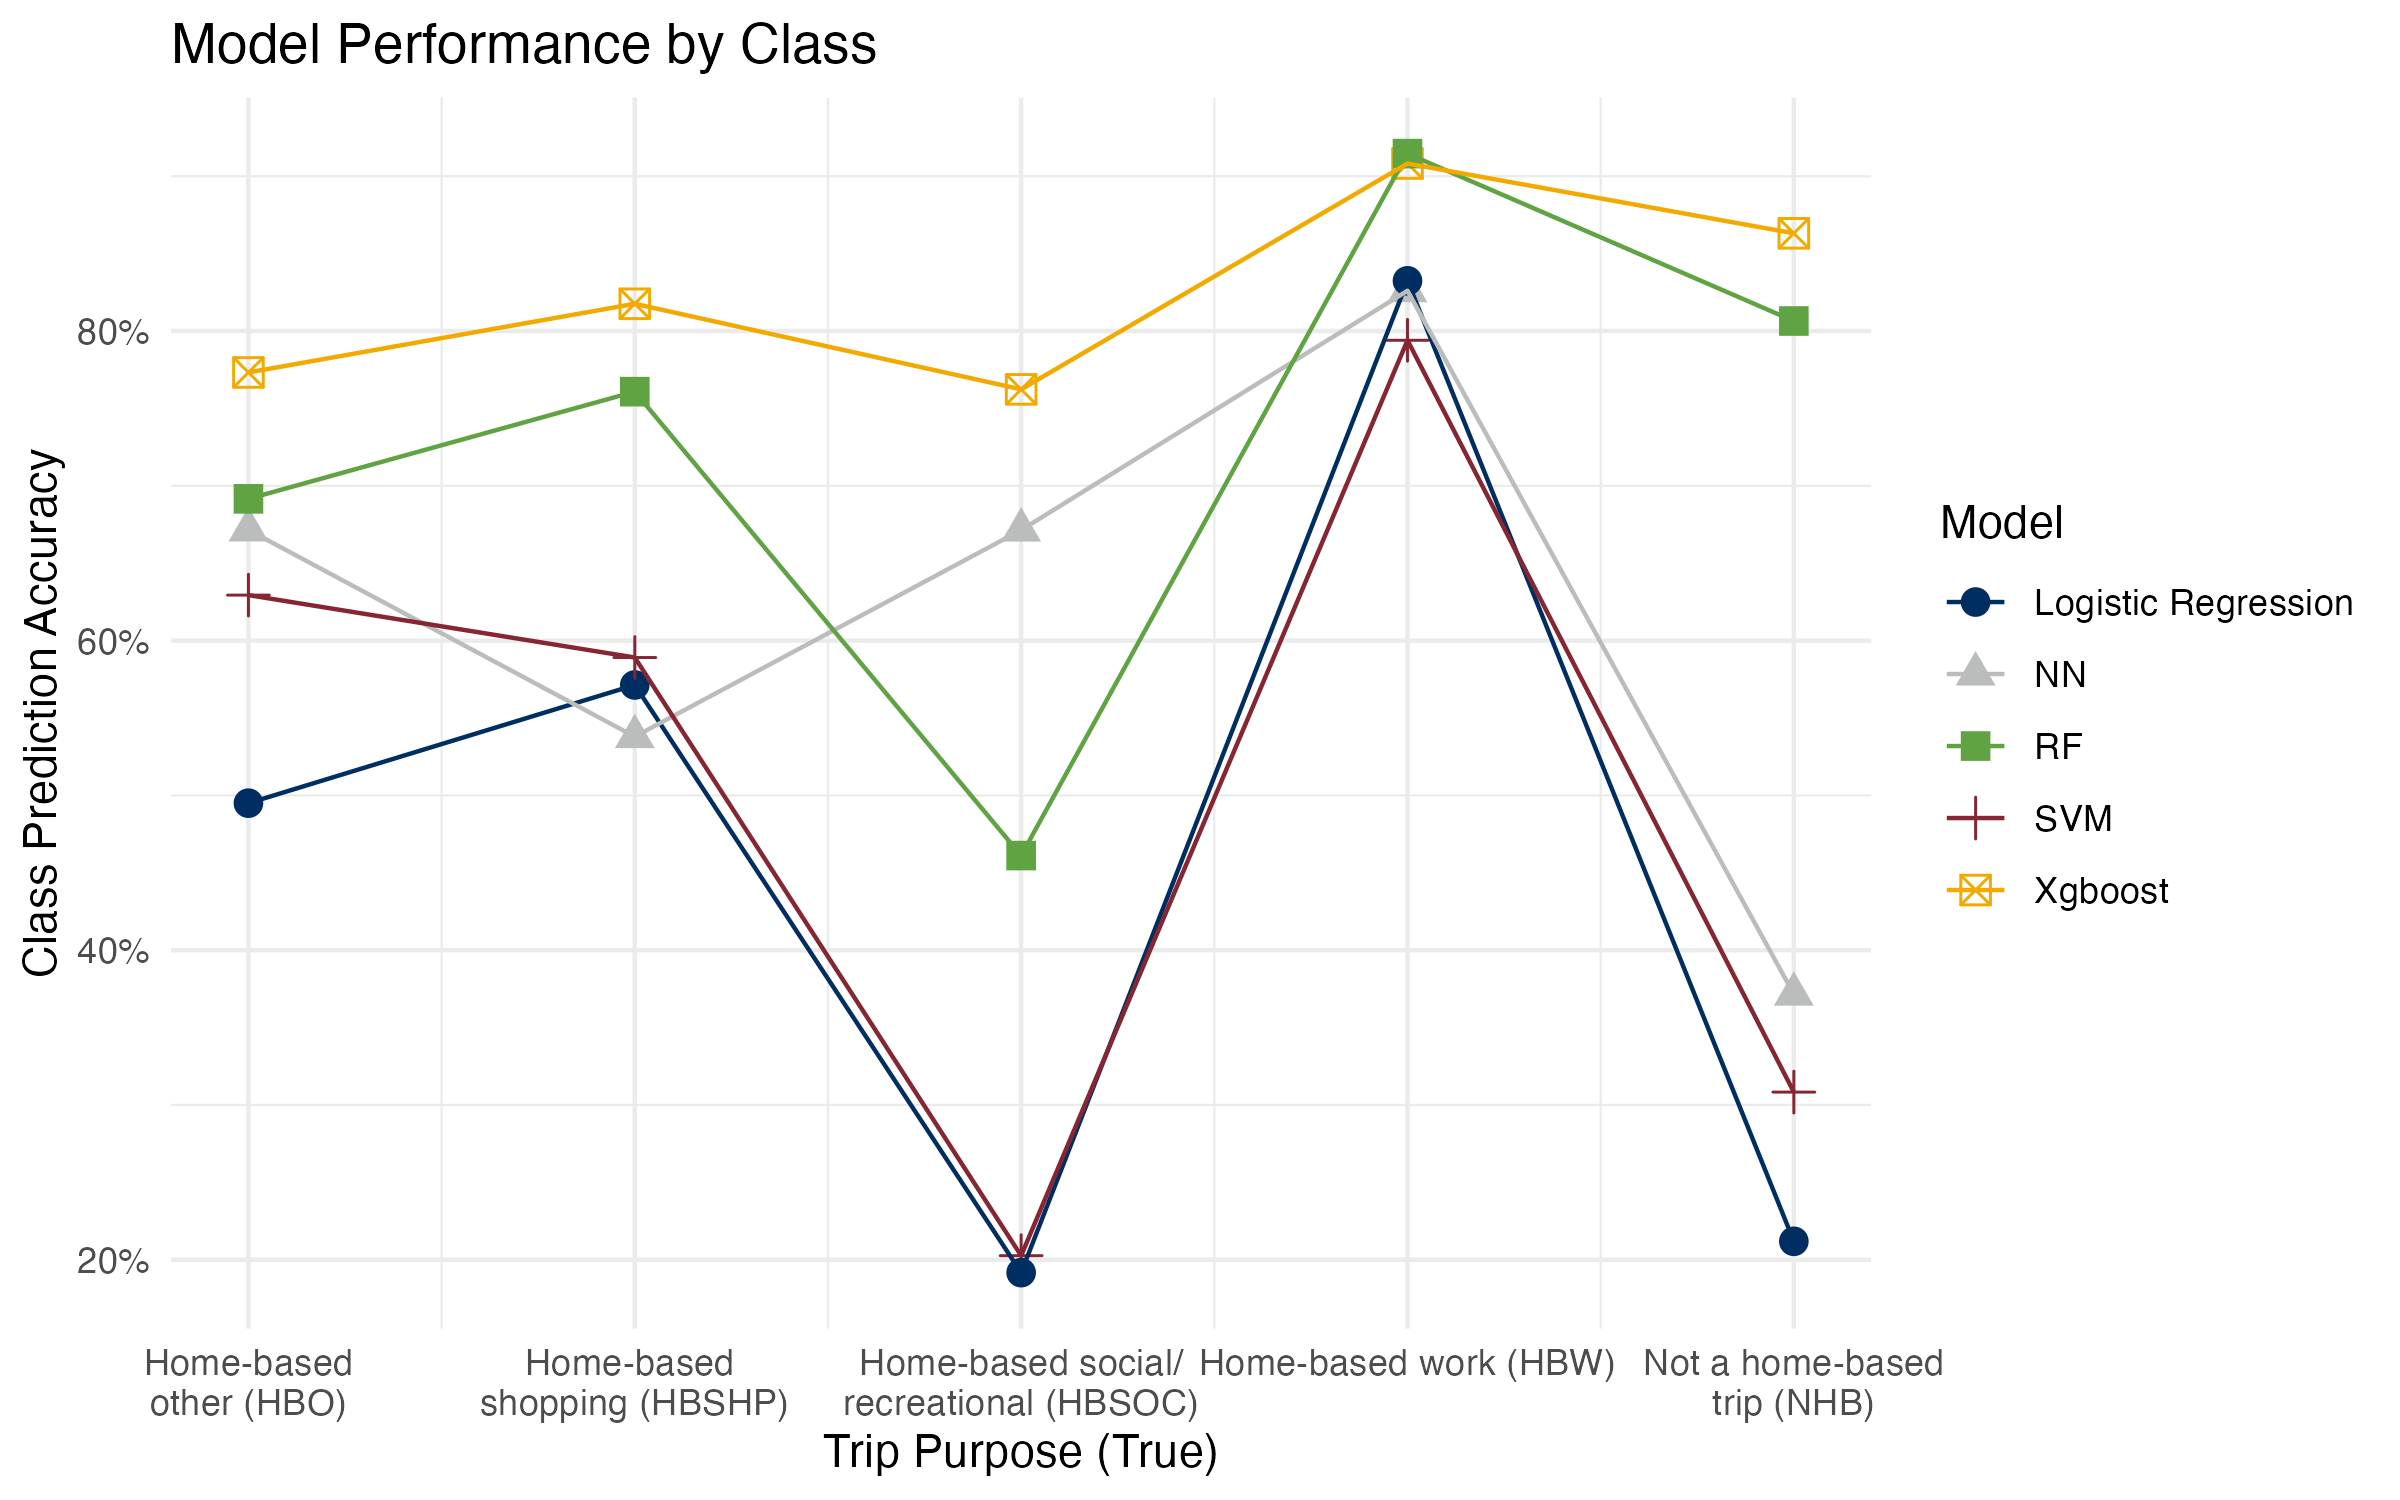 Model Performance by Class
Class Prediction Accuracy
80%
60%
40%
20%
Home-based
other (HBO)
Home-based
shopping (HBSHP)
Home-based social/
recreational (HBSOC)
Home-based work (HBW)
Not a home-based
trip (NHB)
Trip Purpose (True)
Model
Logistic Regression
NN
RF
SVM
Xgboost